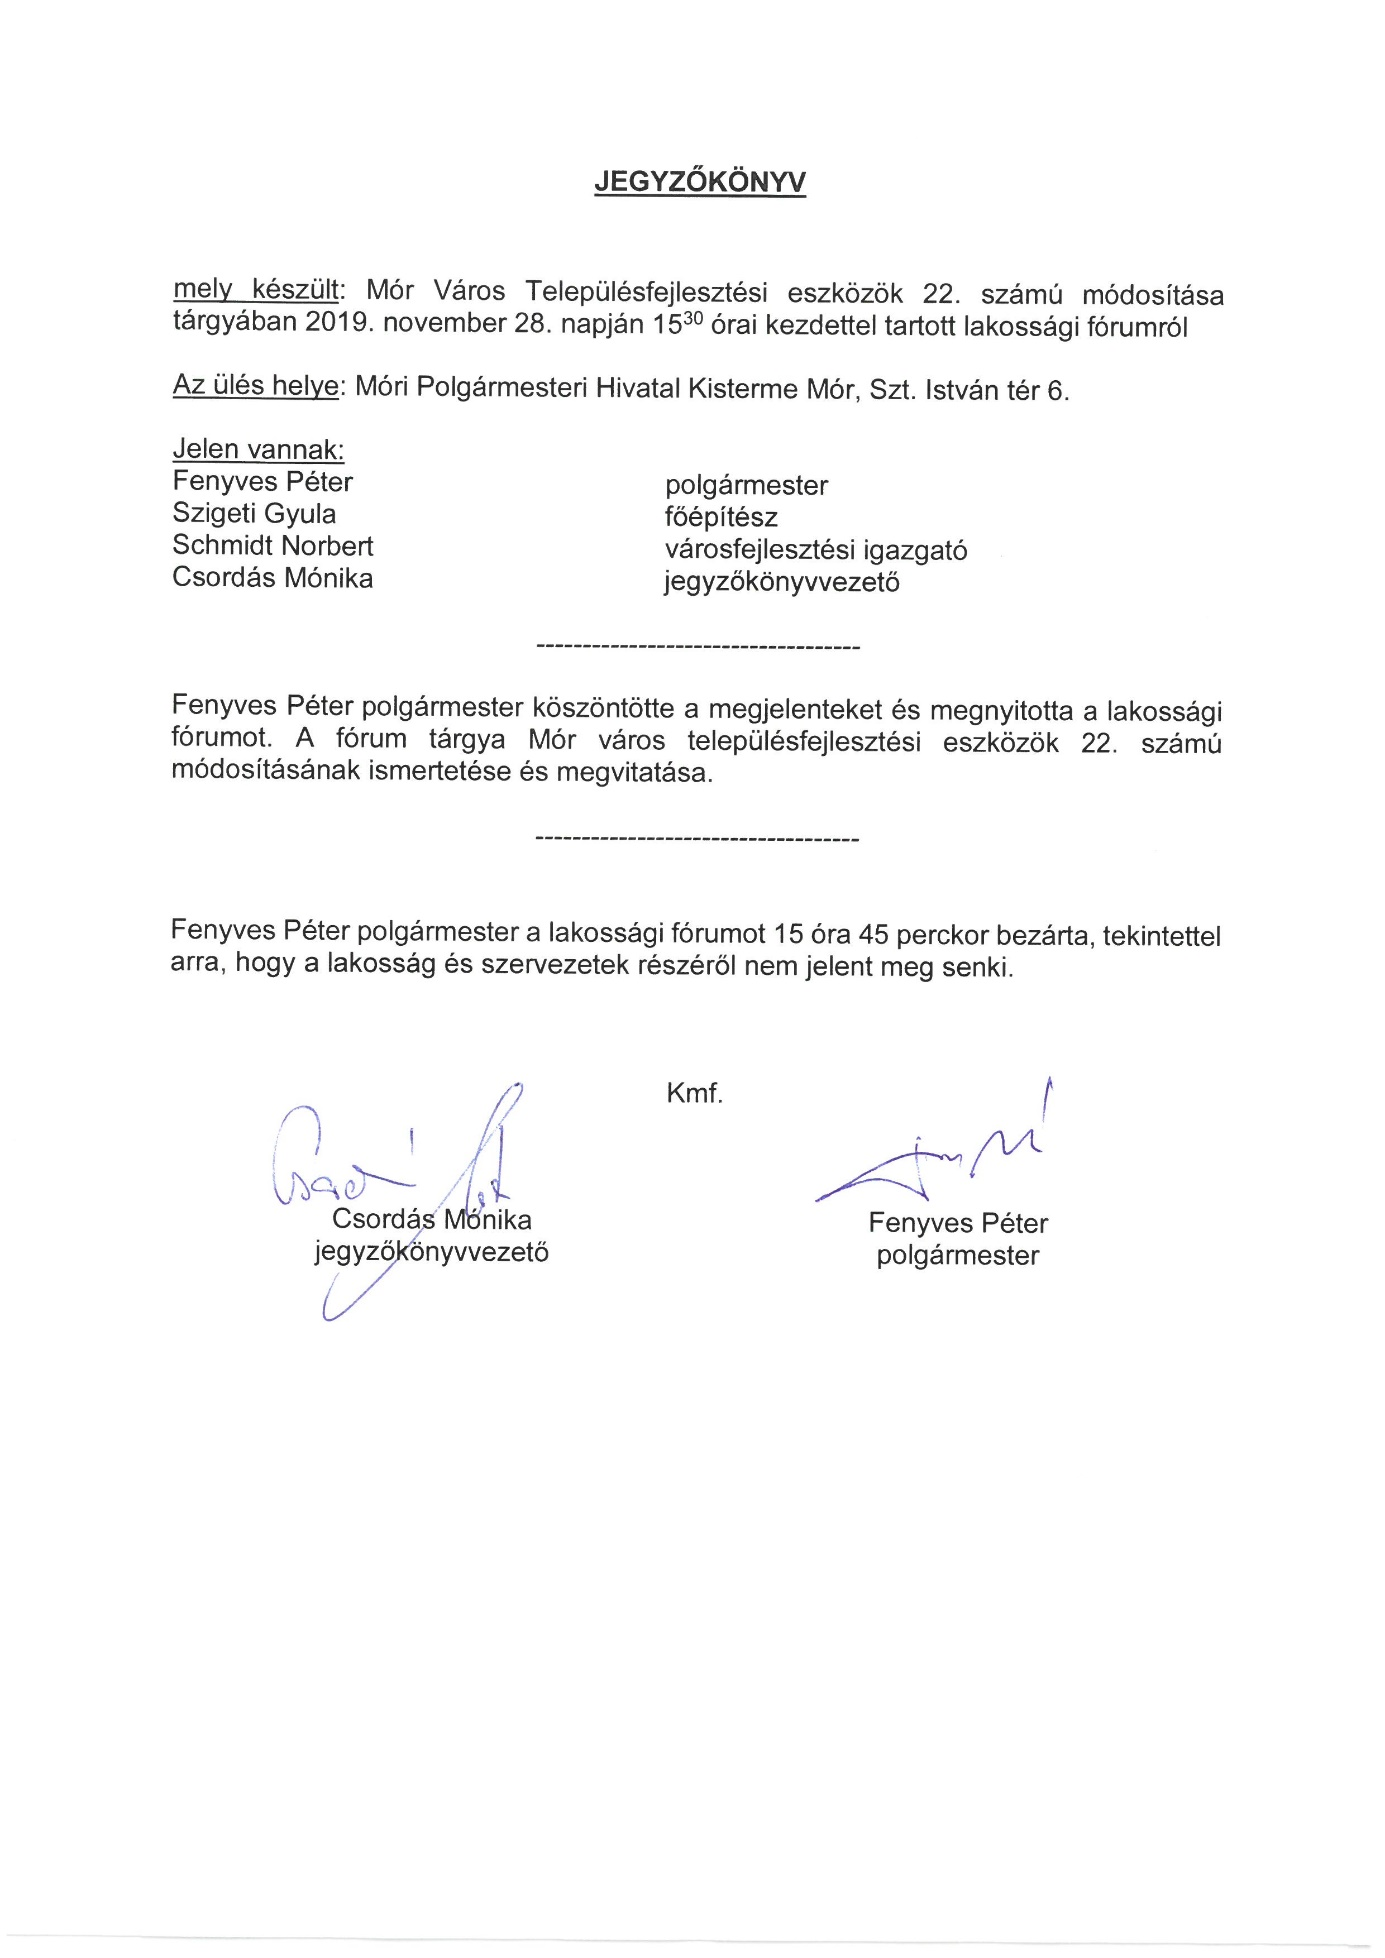 JEGYZŐKÖNYV
mely készült: Mór Város Településfejlesztési eszközök 22. számú módosítása
tárgyában 2019. november 28. napján 15³⁰ órai kezdettel tartott lakossági fórumról
Az ülés helye: Móri Polgármesteri Hivatal Kisterme Mór, Szt. István tér 6.
Jelen vannak:
Fenyves Péter polgármester
Szigeti Gyula főépítész
Schmidt Norbert városfejlesztési igazgató
Csordás Mónika jegyzőkönyvvezető
-----------------------------------
Fenyves Péter polgármester köszöntötte a megjelenteket és megnyitotta a lakossági
fórumot. A fórum tárgya Mór város településfejlesztési eszközök 22. számú
módosításának ismertetése és megvitatása.
-----------------------------------
Fenyves Péter polgármester a lakossági fórumot 15 óra 45 perckor bezárta, tekintettel
arra, hogy a lakosság és szervezetek részéről nem jelent meg senki.
Kmf.
Csordás Mónika Fenyves Péter
jegyzőkönyvvezető polgármester